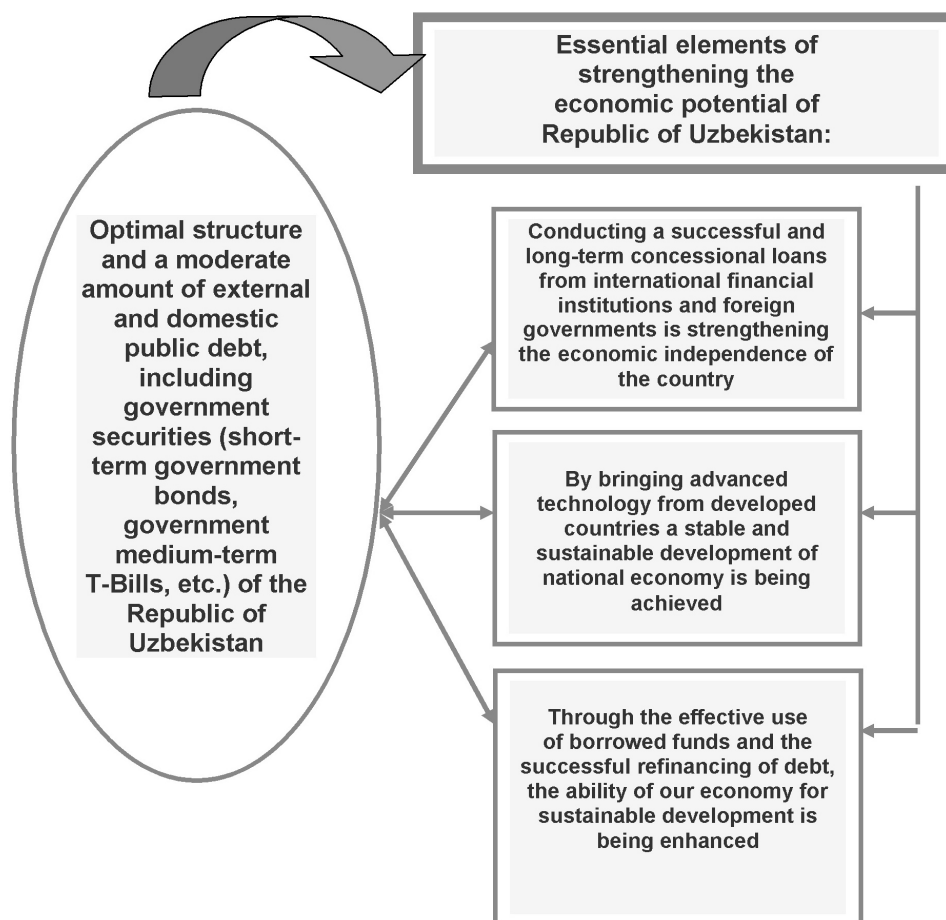 Essential elements of
strengthening the
economic potential of
Republic of Uzbekistan:
Optimal structure
and a moderate
amount of external
and domestic
public debt,
including
government
securities (short-
term government
bonds,
government
medium-term
T-Bills, etc.) of the
Republic of
Uzbekistan
Conducting a successful and
long-term concessional loans
from international financial
institutions and foreign
governments is strengthening
the economic independence of
the country
By bringing advanced
technology from developed
countries a stable and
sustainable development of
national economy is being
achieved
Through the effective use
of borrowed funds and the
successful refinancing of debt,
the ability of our economy for
sustainable development is
being enhanced